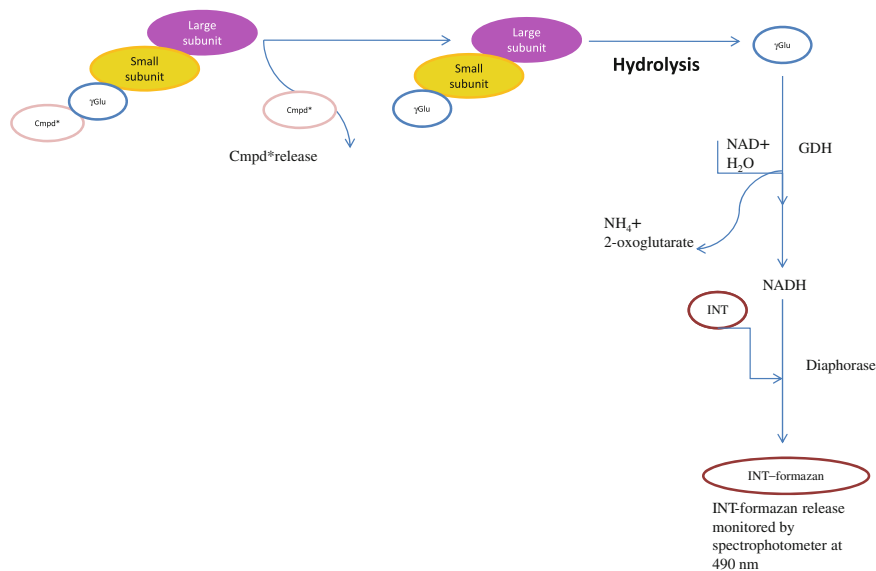 Large
subunit
Small
subunit
γGlu
Cmpd*
Cmpd*
Cmpd*release
Large
subunit
Small
subunit
γGlu
Hydrolysis
γGlu
NAD+
H₂O
GDH
NH₄+
2-oxoglutarate
NADH
INT
Diaphorase
INT–formazan
INT-formazan release
monitored by
spectrophotometer at
490 nm